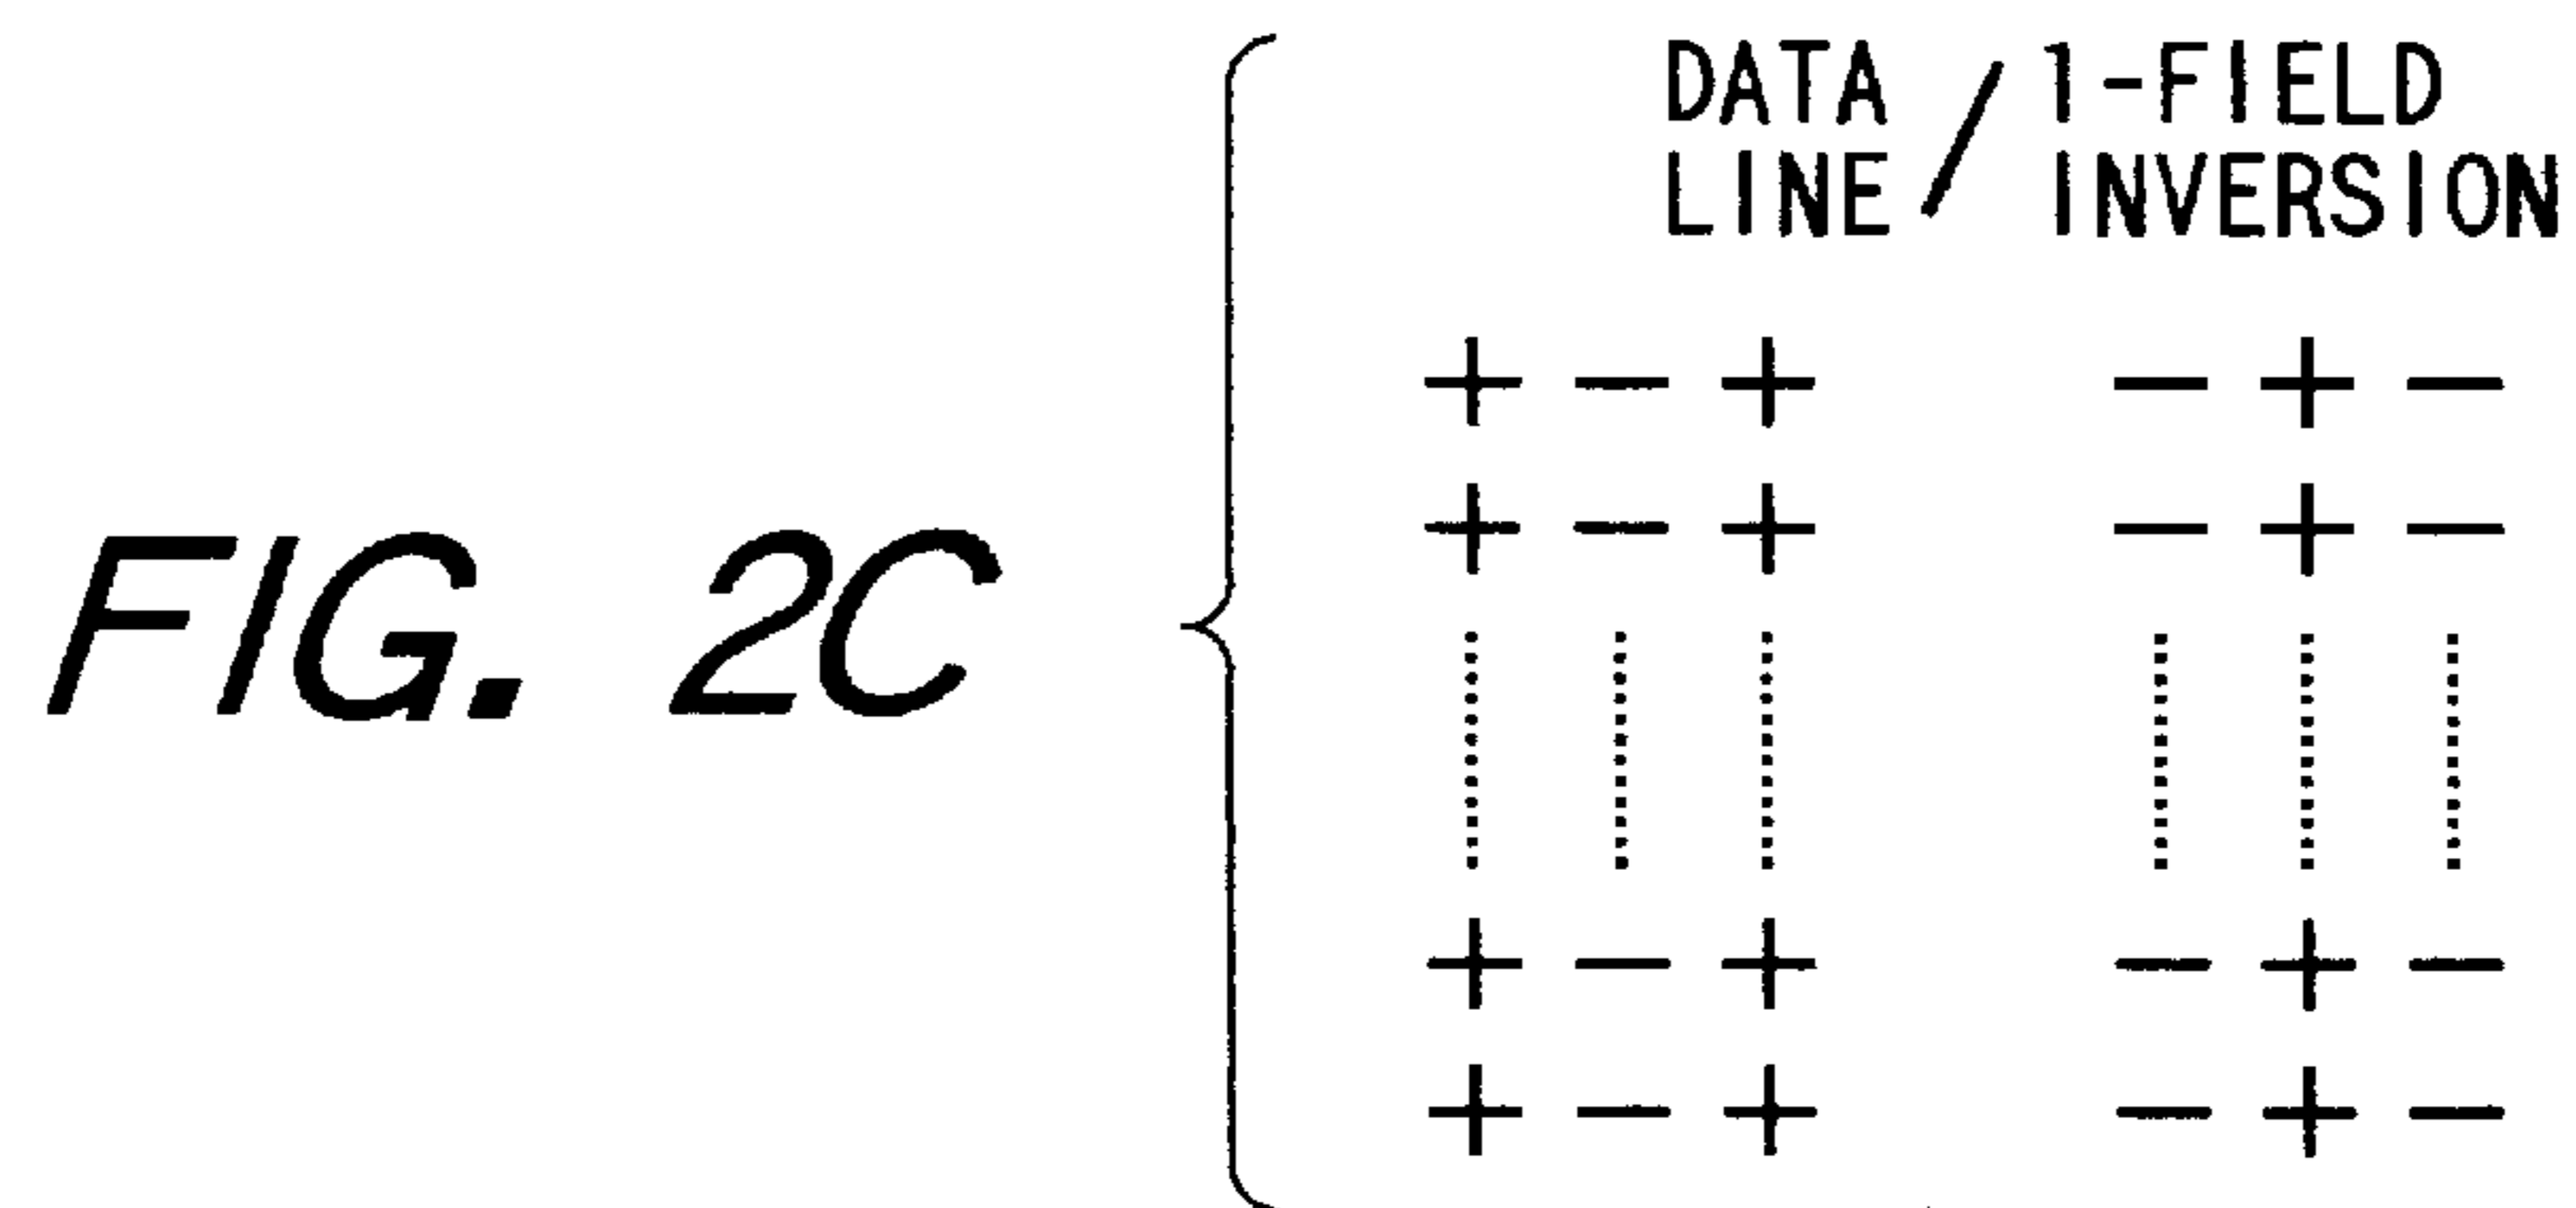 DATA / 1-FIELD
LINE / INVERSION
+ − + − + −
+ − + − + −
FIG. 2C
+ − + − + −
+ − + − + −